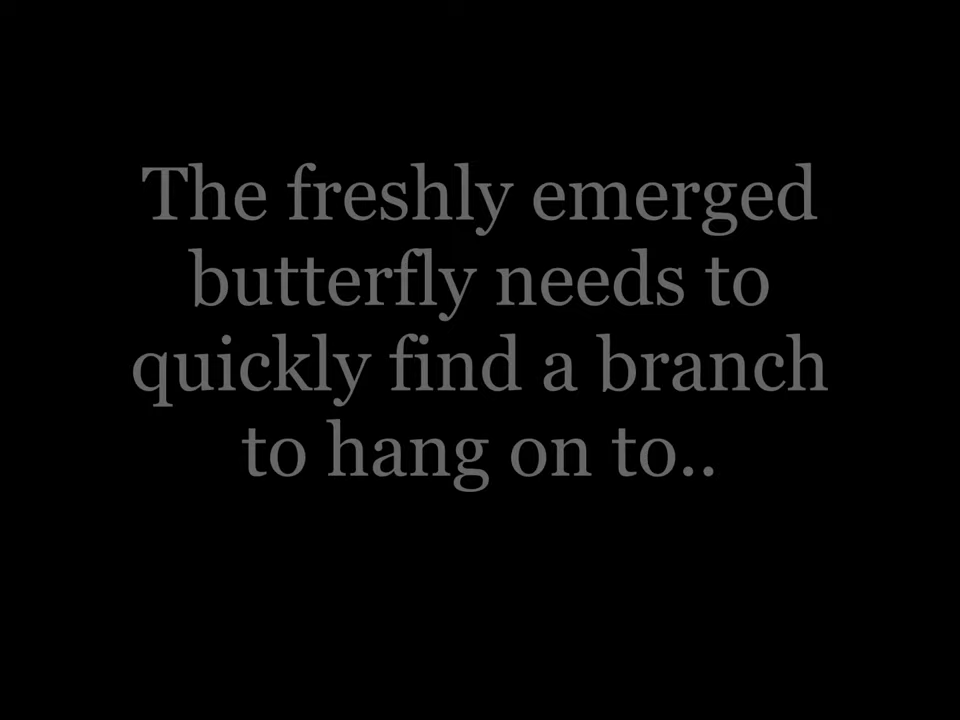 The freshly emerged
butterfly needs to
quickly find a branch
to hang on to..